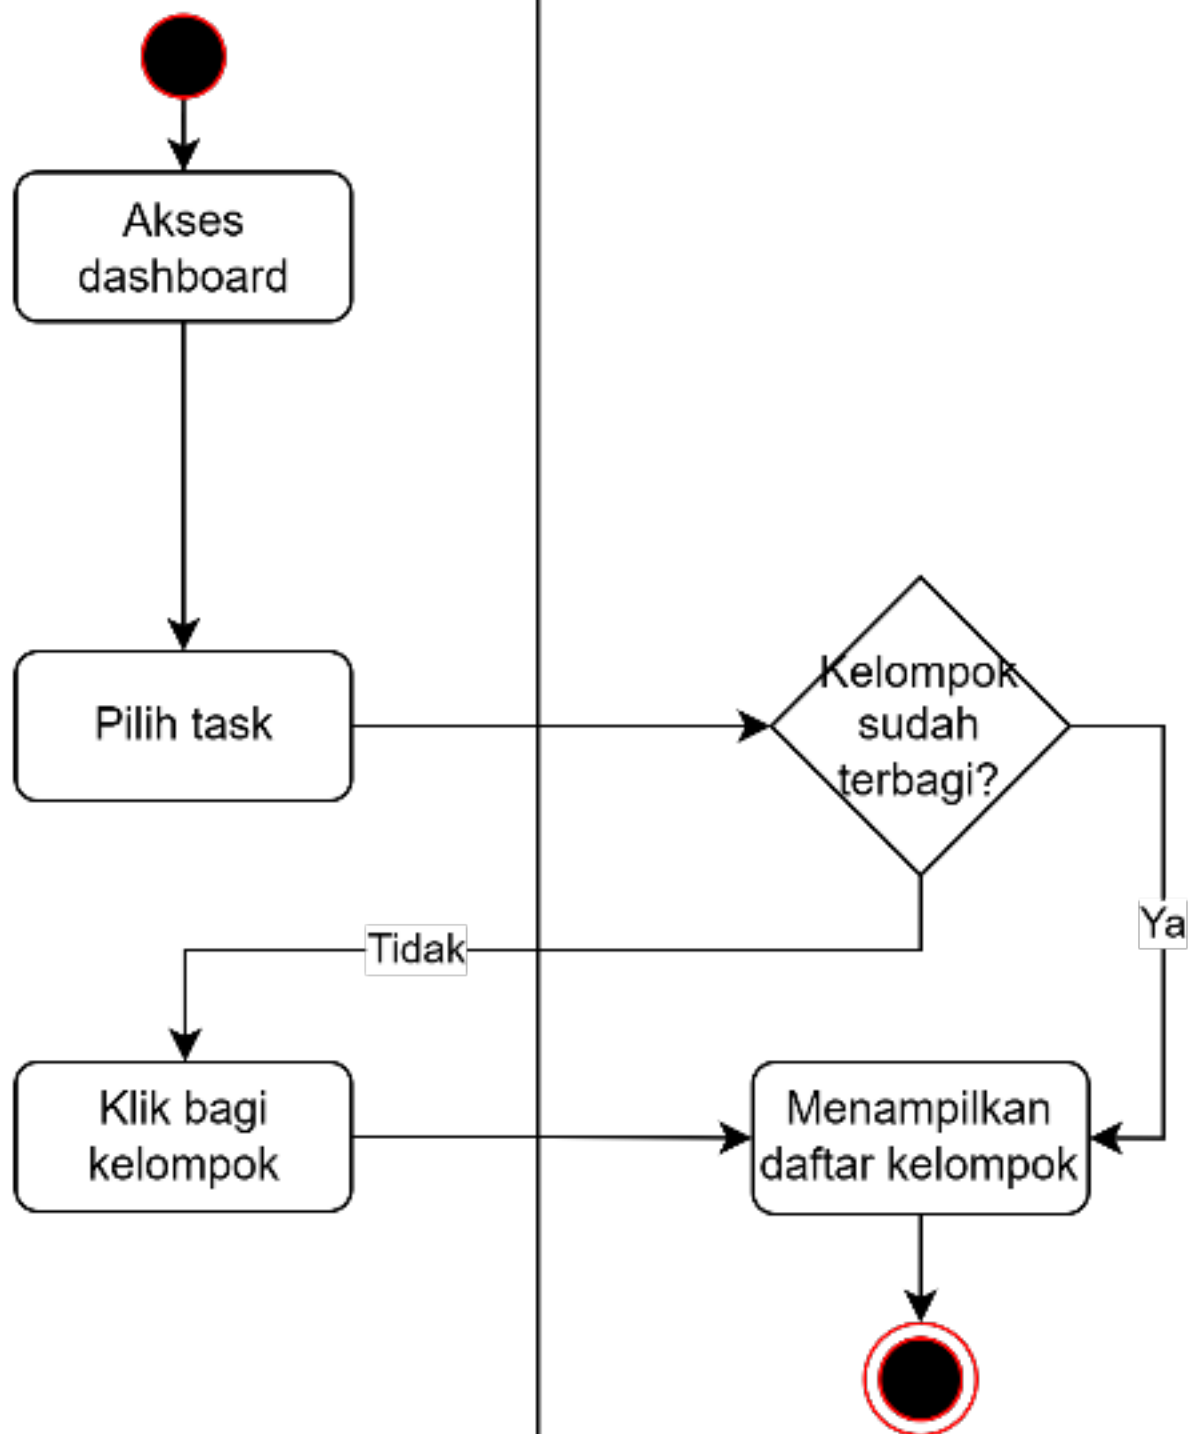 Akses
dashboard
Pilih task
Kelompok
sudah
terbagi?
Tidak
Ya
Klik bagi
kelompok
Menampilkan
daftar kelompok